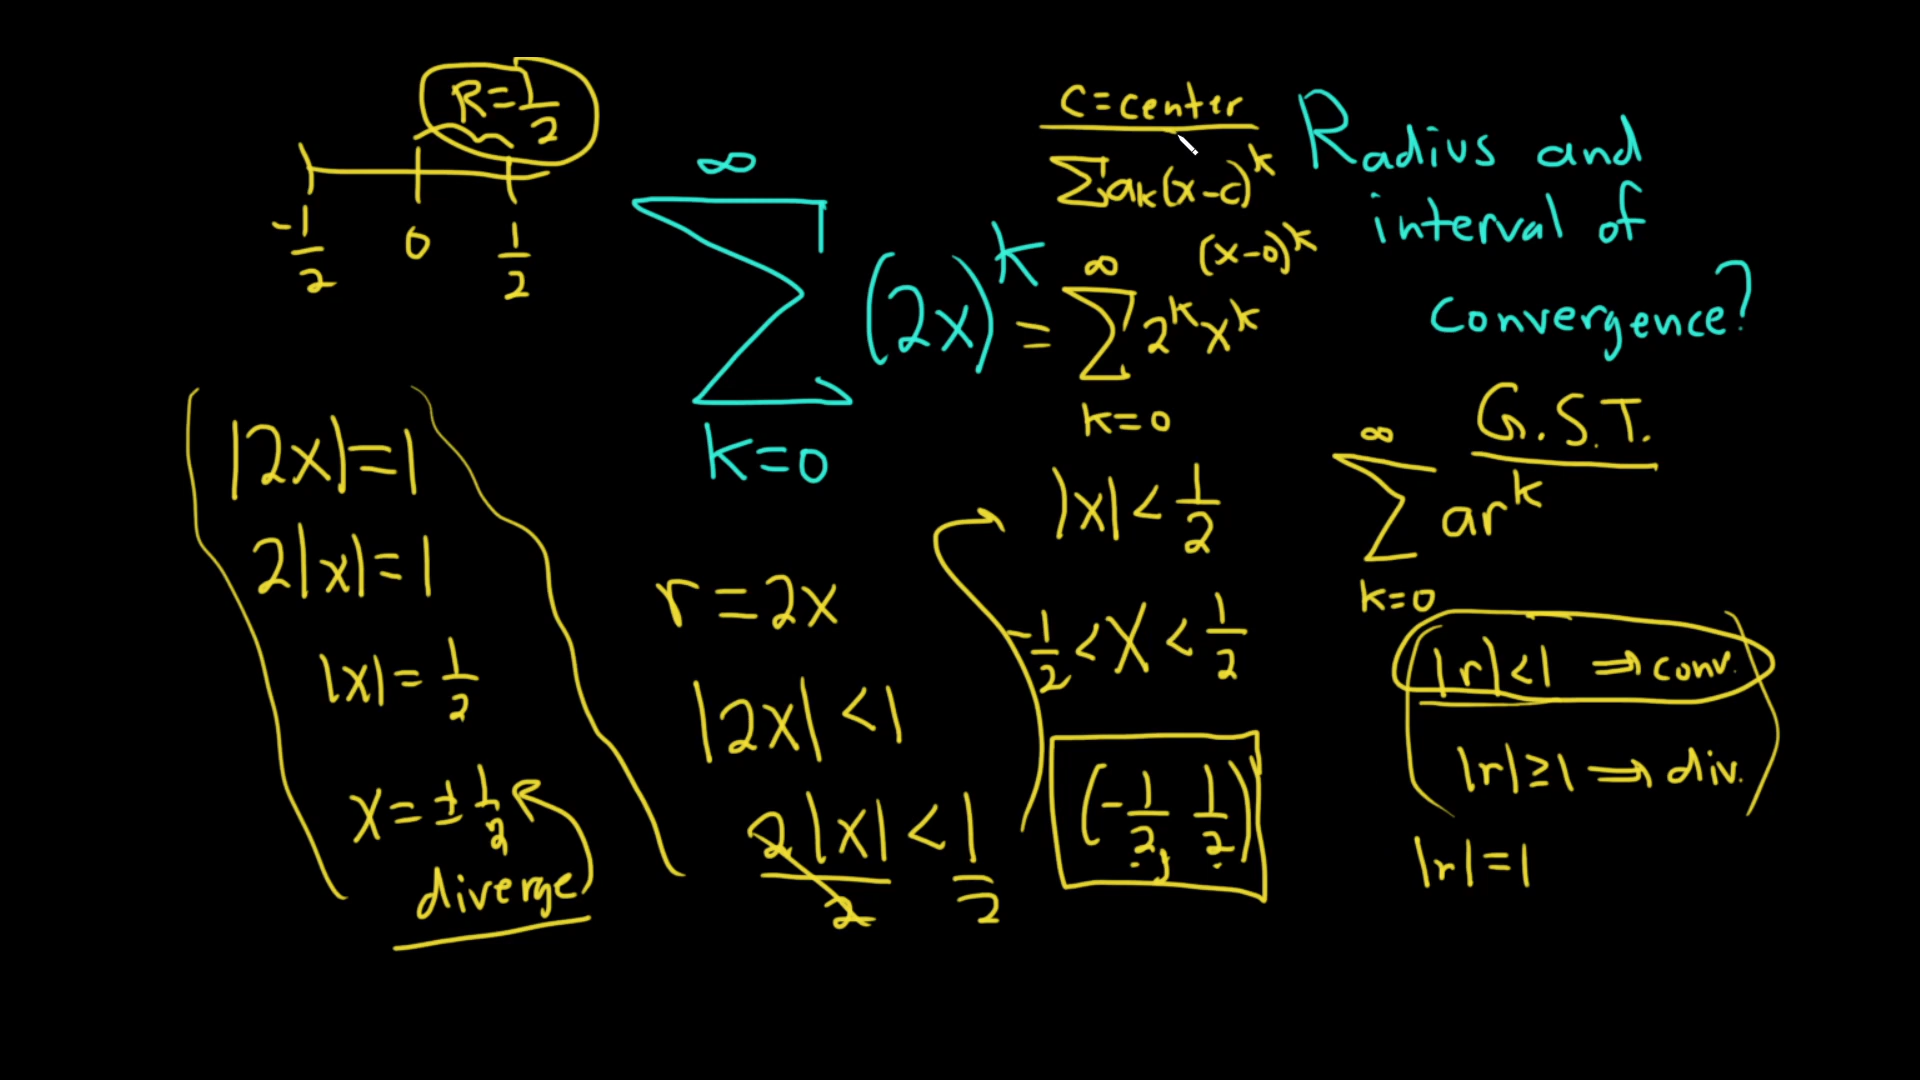 R=1/2
-1/2 0 1/2
C=center
∑aₖ(x-c)^k
(x-0)^k
Radius and
interval of
convergence?
∞
∑ (2x)^k = ∑ 2^k x^k
k=0
∞
k=0
|2x|=1
2|x|=1
|x|=1/2
x=±1/2
diverge
r=2x
|2x|<1
2|x|/2<1/2
|x|<1/2
-1/2<x<1/2
(-1/2, 1/2)
G.S.T.
∞
∑ ar^k
k=0
|r|<1 ⇒ conv.
|r|≥1 ⇒ div.
|r|=1